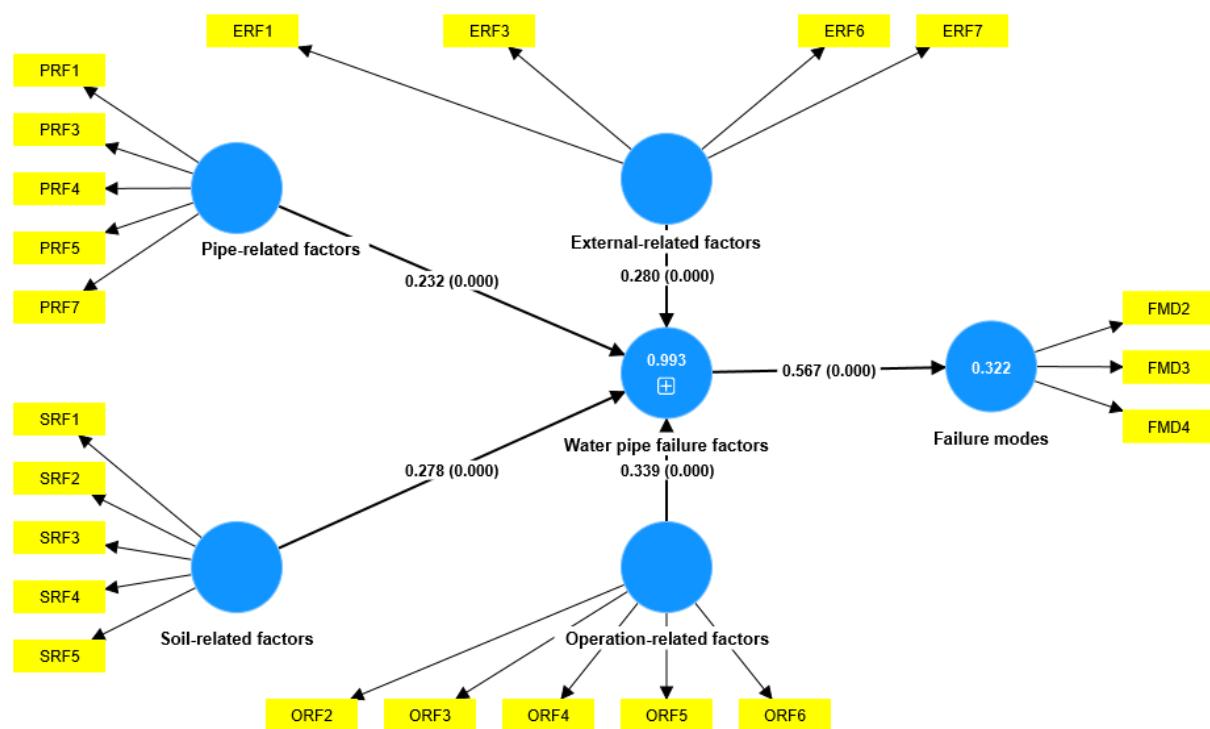 ERF1
ERF3
ERF6
ERF7
PRF1
PRF3
PRF4
PRF5
PRF7
Pipe-related factors
External-related factors
0.232 (0.000)
0.280 (0.000)
0.993
Water pipe failure factors
0.567 (0.000)
0.322
Failure modes
FMD2
FMD3
FMD4
SRF1
SRF2
SRF3
SRF4
SRF5
Soil-related factors
0.278 (0.000)
0.339 (0.000)
Operation-related factors
ORF2
ORF3
ORF4
ORF5
ORF6